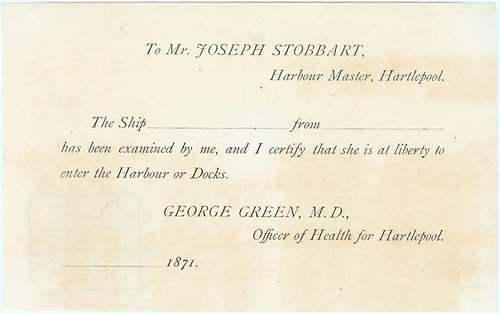 To Mr. JOSEPH STOBBART,
Harbour Master, Hartlepool.
The Ship from
has been examined by me, and I certify that she is at liberty to
enter the Harbour or Docks.
GEORGE GREEN, M.D.,
Officer of Health for Hartlepool.
1871.